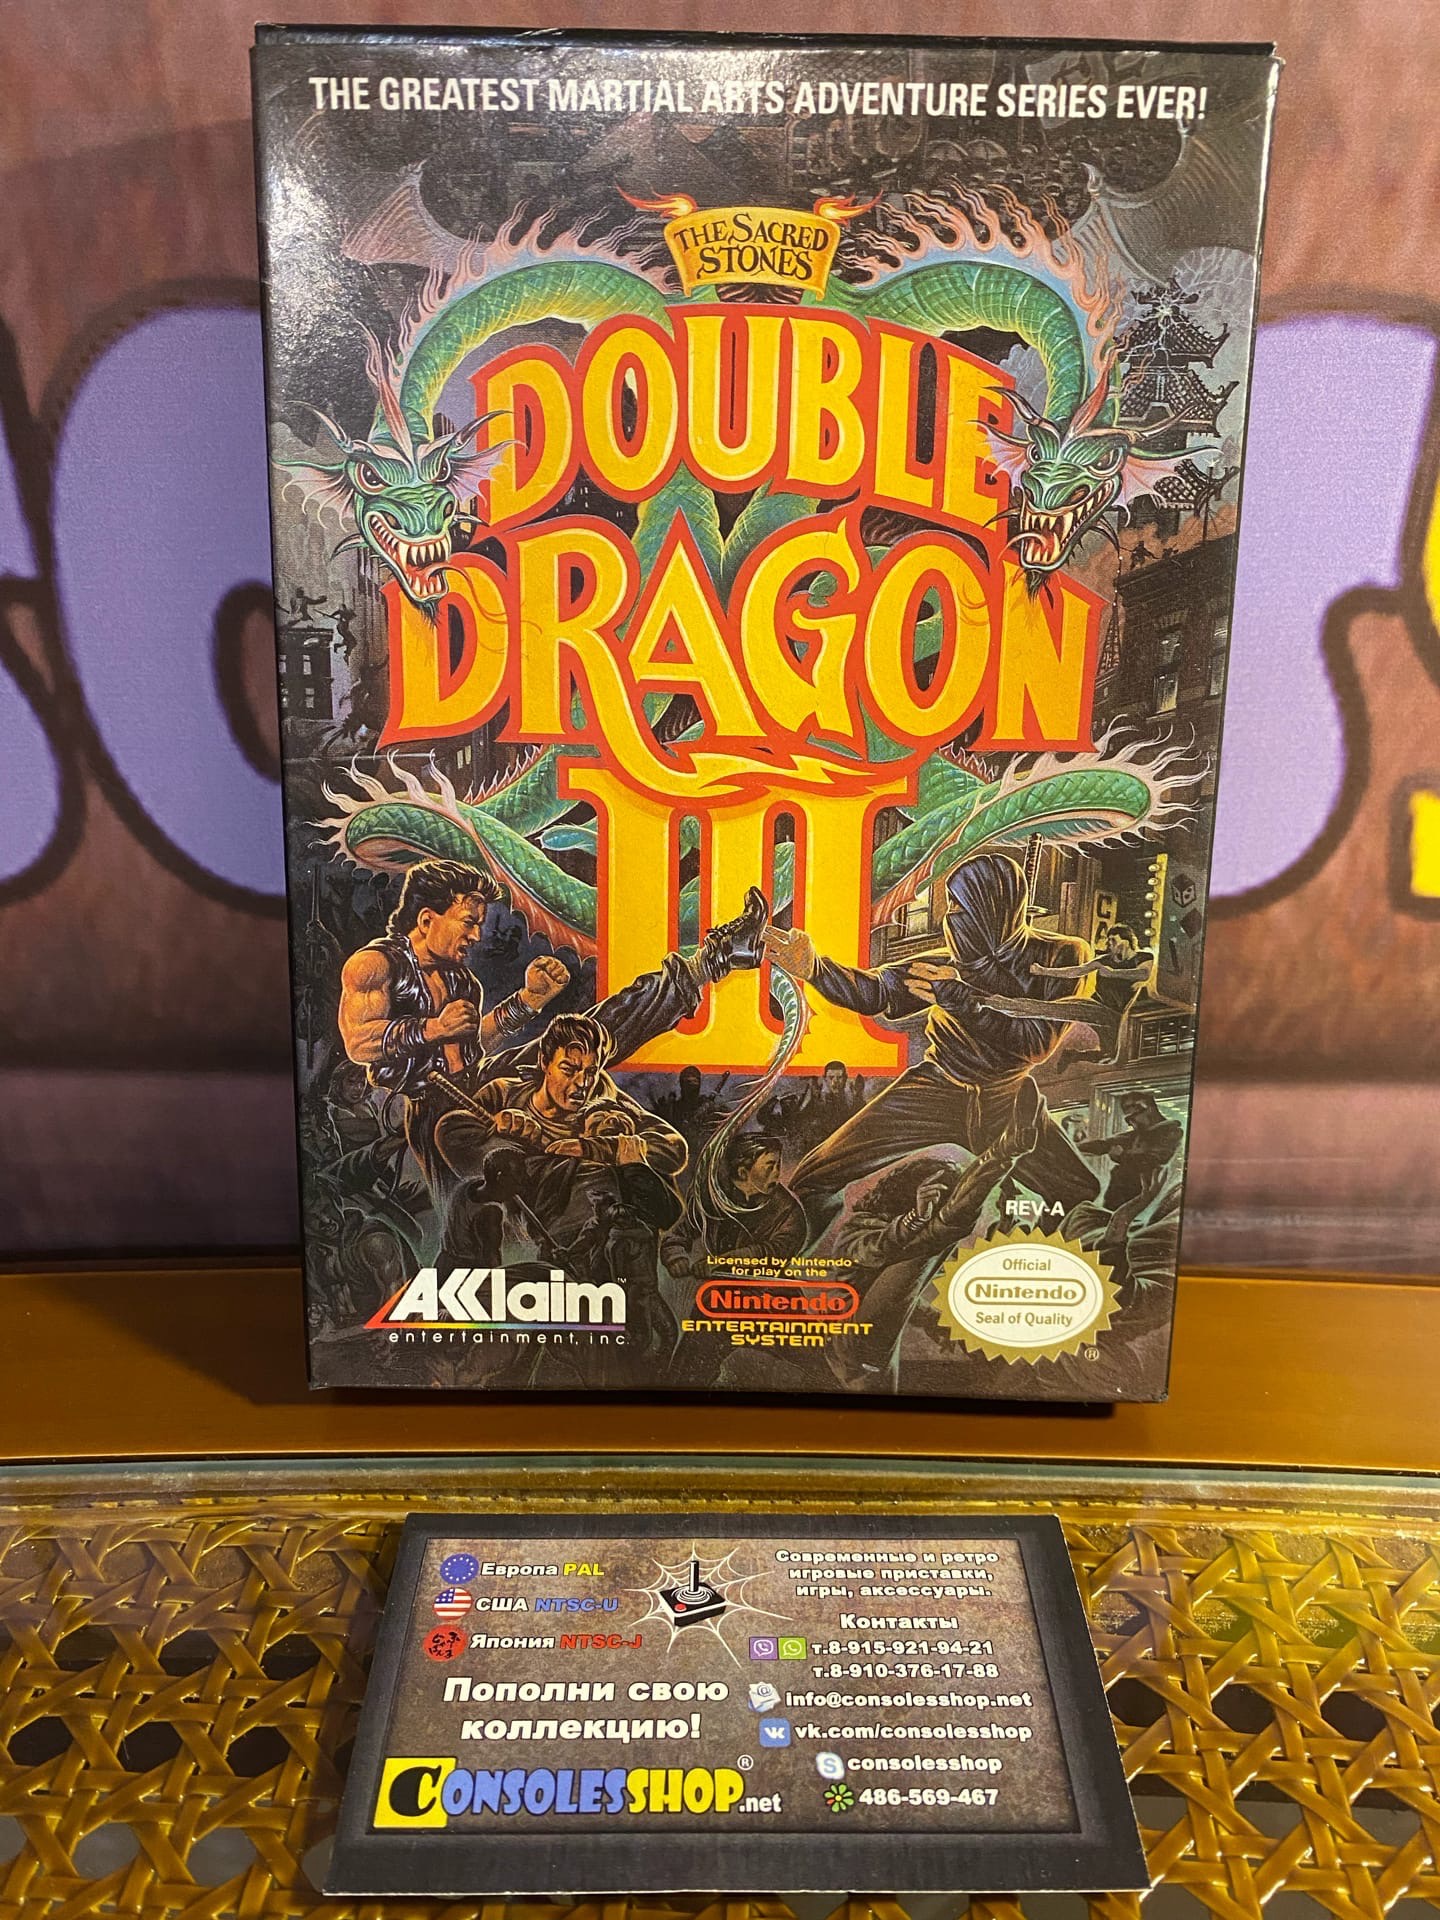 THE GREATEST MARTIAL ARTS ADVENTURE SERIES EVER!
THE SACRED
STONES
DOUBLE
DRAGON
III
REV-A
AKKlaim™
entertainment, inc.
Licensed by Nintendo®
for play on the
Nintendo
ENTERTAINMENT
SYSTEM®
Official
Nintendo
Seal of Quality
®
Европа PAL
США NTSC-U
Япония NTSC-J
Пополни свою
коллекцию!
CONSOLESSHOP.net®
Современные и ретро
игровые приставки,
игры, аксессуары.
Контакты
т.8-915-921-94-21
т.8-910-376-17-88
info@consolesshop.net
vk.com/consolesshop
consolesshop
486-569-467